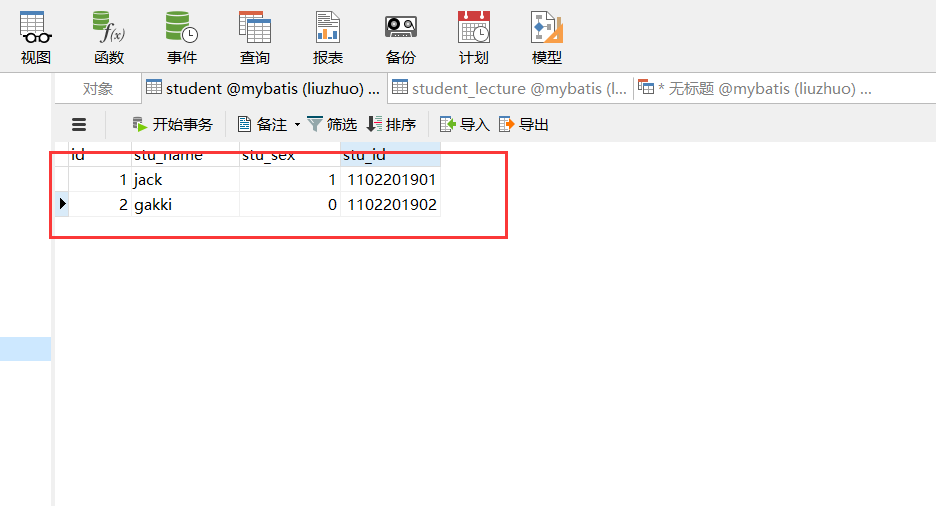 视图 函数 事件 查询 报表 备份 计划 模型
对象 student @mybatis (liuzhuo) ... student_lecture @mybatis (l... * 无标题 @mybatis (liuzhuo) ...
开始事务 备注 筛选 排序 导入 导出
id stu_name stu_sex stu_id
1 jack 1 1102201901
2 gakki 0 1102201902